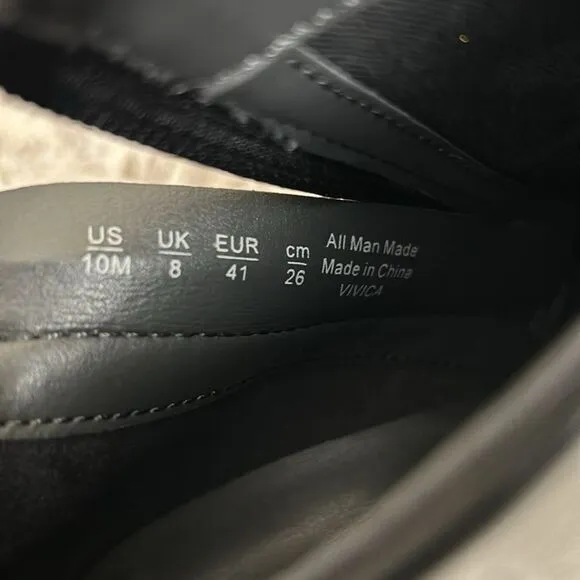 US UK EUR cm All Man Made
10M 8 41 26 Made in China
VIVICA